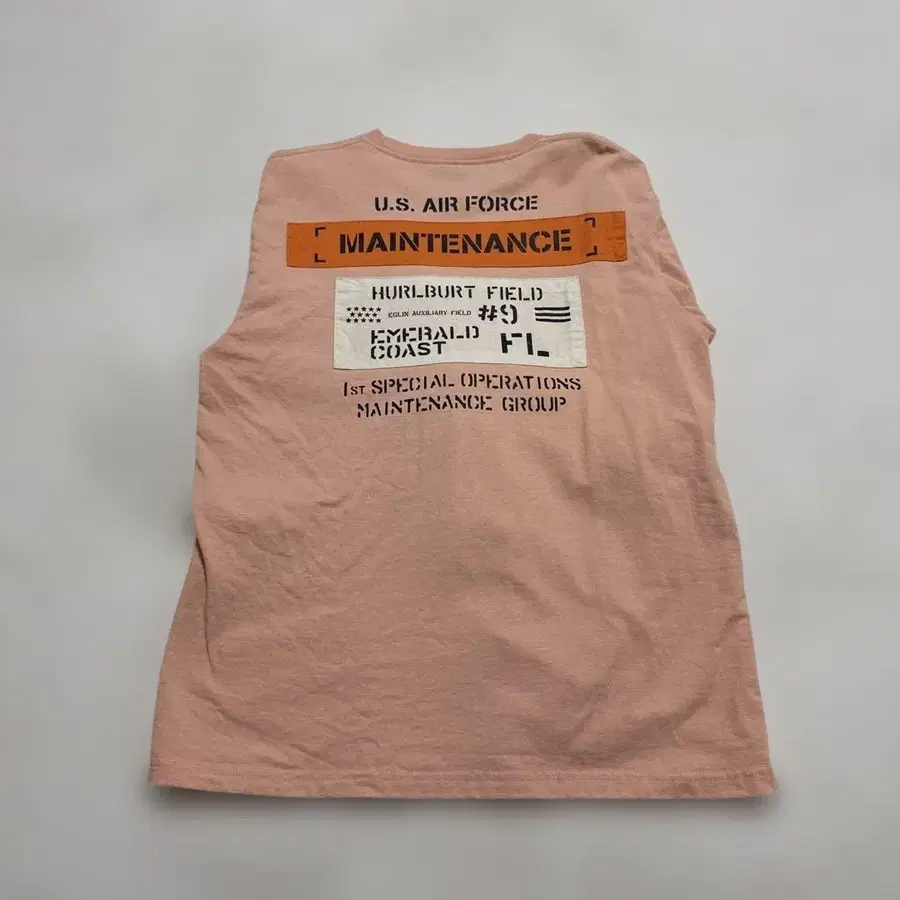 U.S. AIR FORCE
[ MAINTENANCE ]
HURLBURT FIELD
EGLIN AUXILIARY FIELD #9
EMERALD
COAST FL
1ST SPECIAL OPERATIONS
MAINTENANCE GROUP